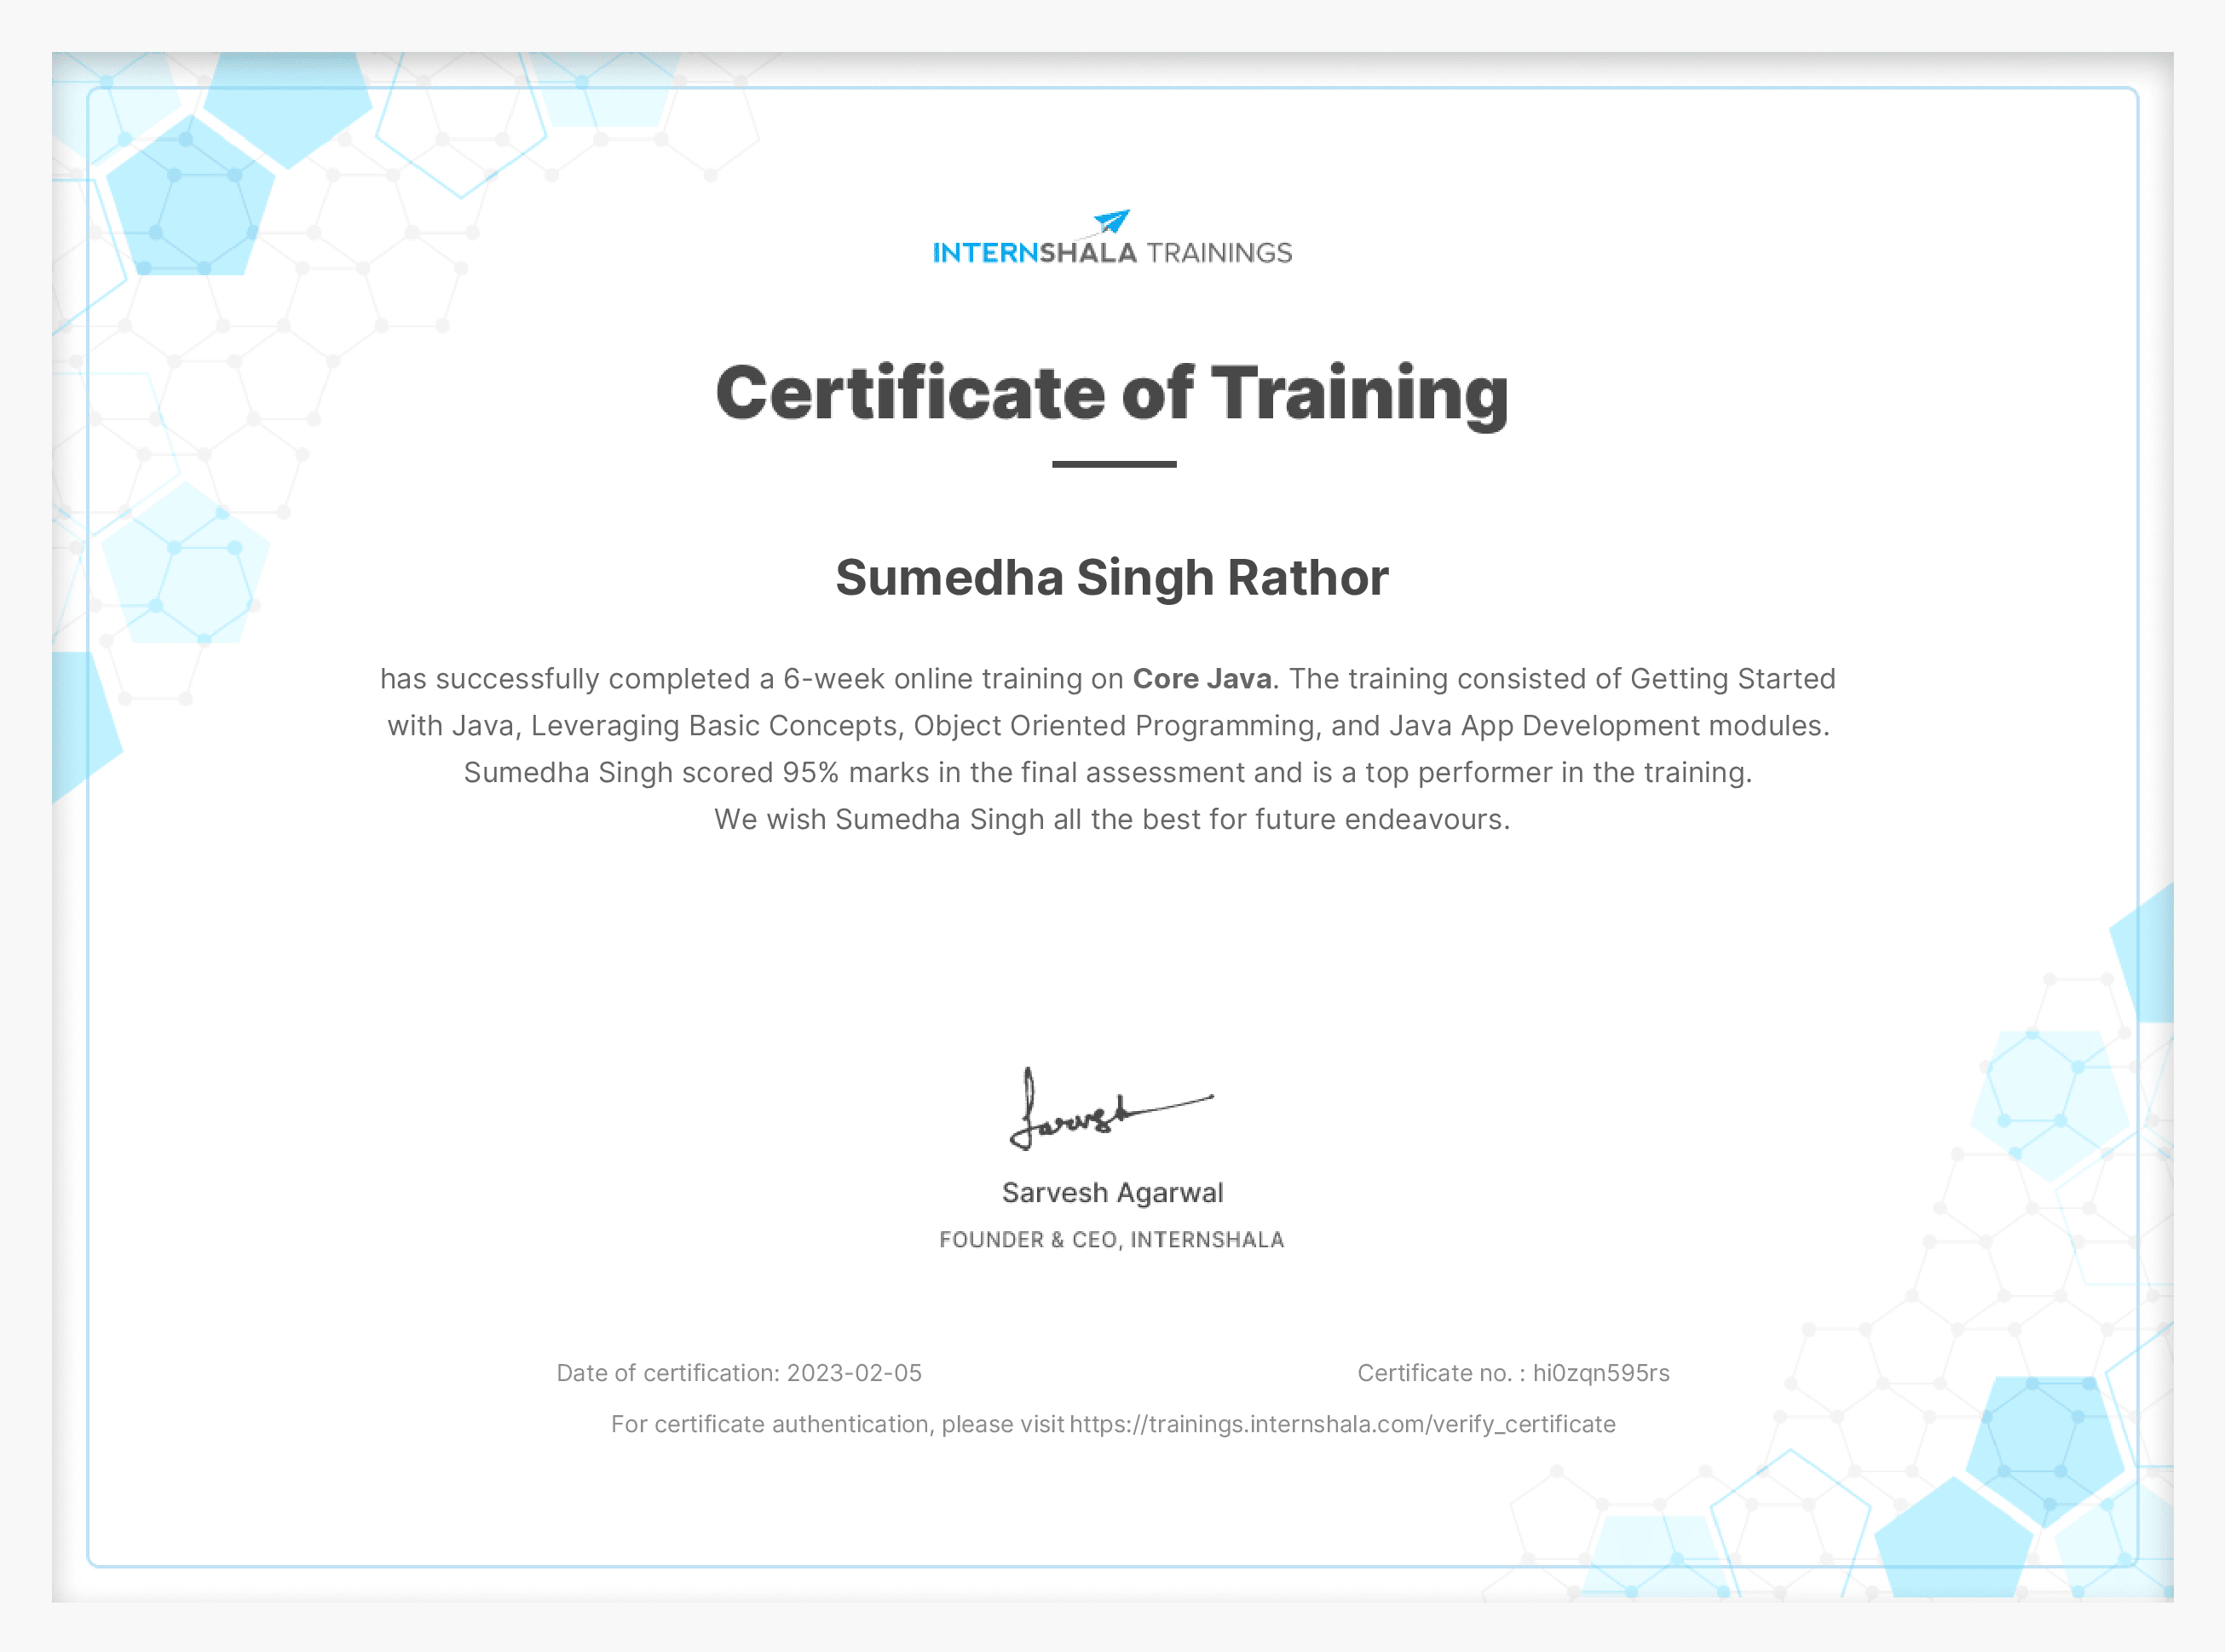 INTERNSHALA TRAININGS
Certificate of Training
Sumedha Singh Rathor
has successfully completed a 6-week online training on Core Java. The training consisted of Getting Started
with Java, Leveraging Basic Concepts, Object Oriented Programming, and Java App Development modules.
Sumedha Singh scored 95% marks in the final assessment and is a top performer in the training.
We wish Sumedha Singh all the best for future endeavours.
Sarvesh
Sarvesh Agarwal
FOUNDER & CEO, INTERNSHALA
Date of certification: 2023-02-05 Certificate no. : hi0zqn595rs
For certificate authentication, please visit https://trainings.internshala.com/verify_certificate